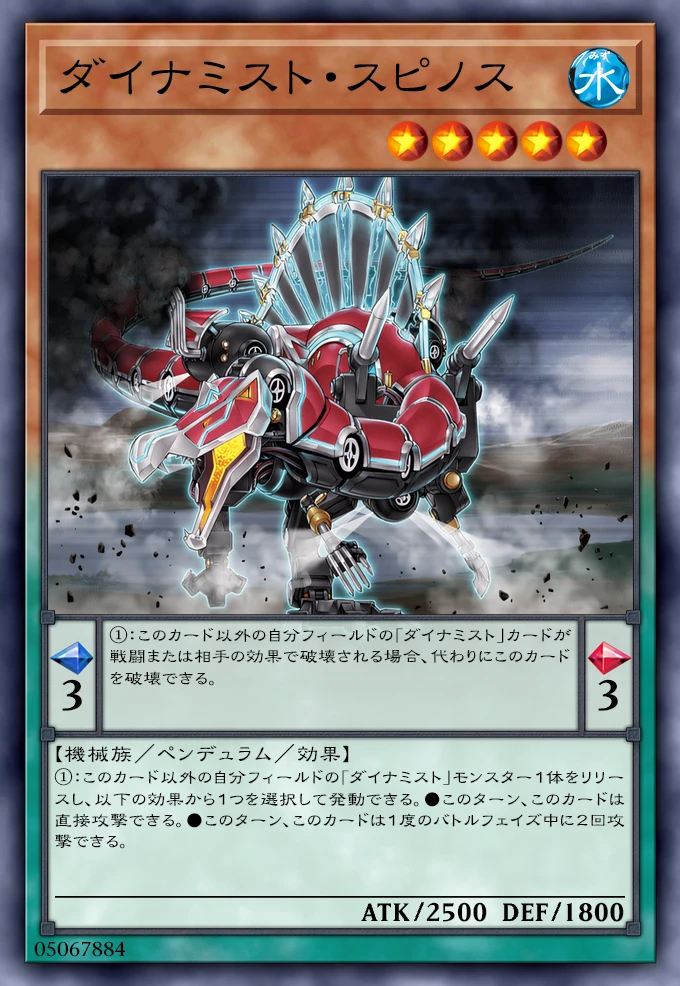 ダイナミスト・スピノス
みず
水
①：このカード以外の自分フィールドの「ダイナミスト」カードが
戦闘または相手の効果で破壊される場合、代わりにこのカード
を破壊できる。
3
3
【機械族／ペンデュラム／効果】
①：このカード以外の自分フィールドの「ダイナミスト」モンスター１体をリリー
スし、以下の効果から１つを選択して発動できる。●このターン、このカードは
直接攻撃できる。●このターン、このカードは１度のバトルフェイズ中に２回攻
撃できる。
ATK/2500 DEF/1800
05067884